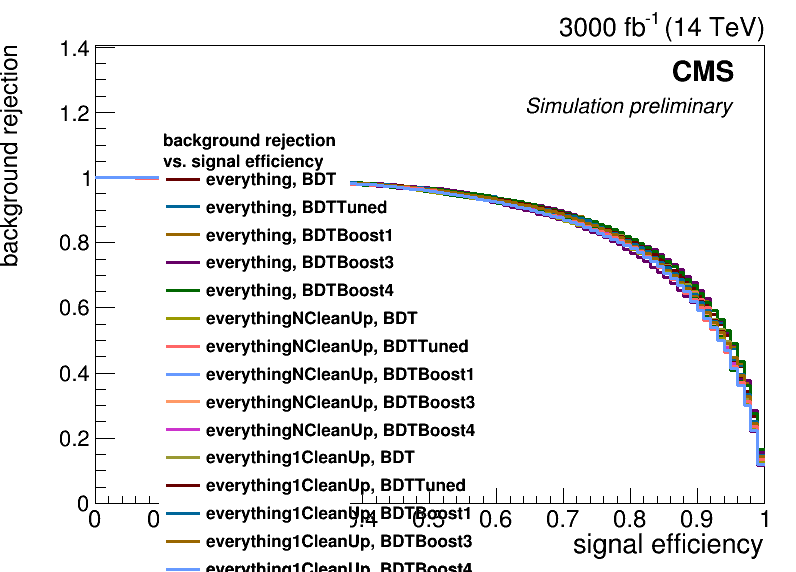 3000 fb-1 (14 TeV)
CMS
Simulation preliminary
background rejection
1.4
1.2
1
0.8
0.6
0.4
0.2
0
background rejection
vs. signal efficiency
everything, BDT
everything, BDTTuned
everything, BDTBoost1
everything, BDTBoost3
everything, BDTBoost4
everythingNCleanUp, BDT
everythingNCleanUp, BDTTuned
everythingNCleanUp, BDTBoost1
everythingNCleanUp, BDTBoost3
everythingNCleanUp, BDTBoost4
everything1CleanUp, BDT
everything1CleanUp, BDTTuned
everything1CleanUp, BDTBoost1
everything1CleanUp, BDTBoost3
everything1CleanUp, BDTBoost4
0 0 0.5 0.6 0.7 0.8 0.9 1
signal efficiency